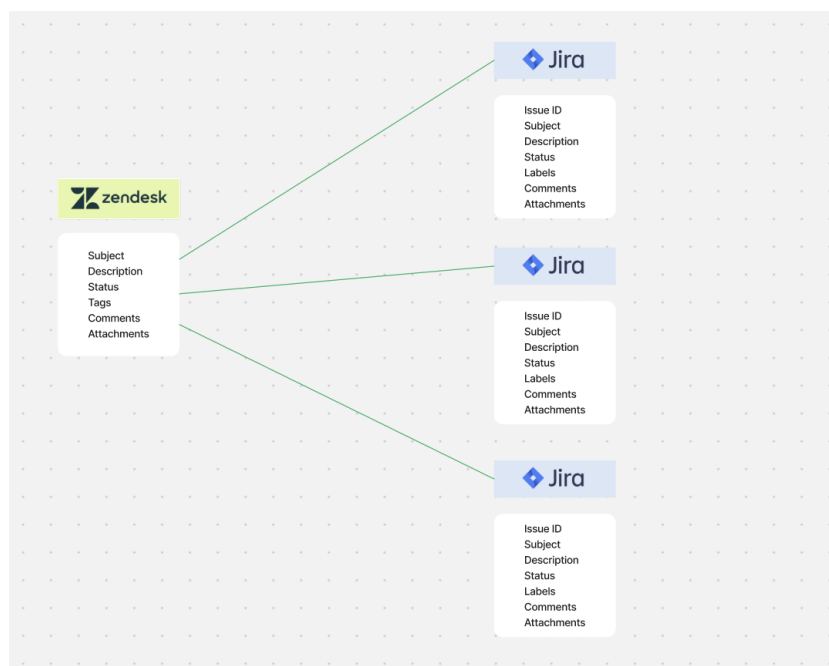 zendesk
Subject
Description
Status
Tags
Comments
Attachments
Jira
Issue ID
Subject
Description
Status
Labels
Comments
Attachments
Jira
Issue ID
Subject
Description
Status
Labels
Comments
Attachments
Jira
Issue ID
Subject
Description
Status
Labels
Comments
Attachments